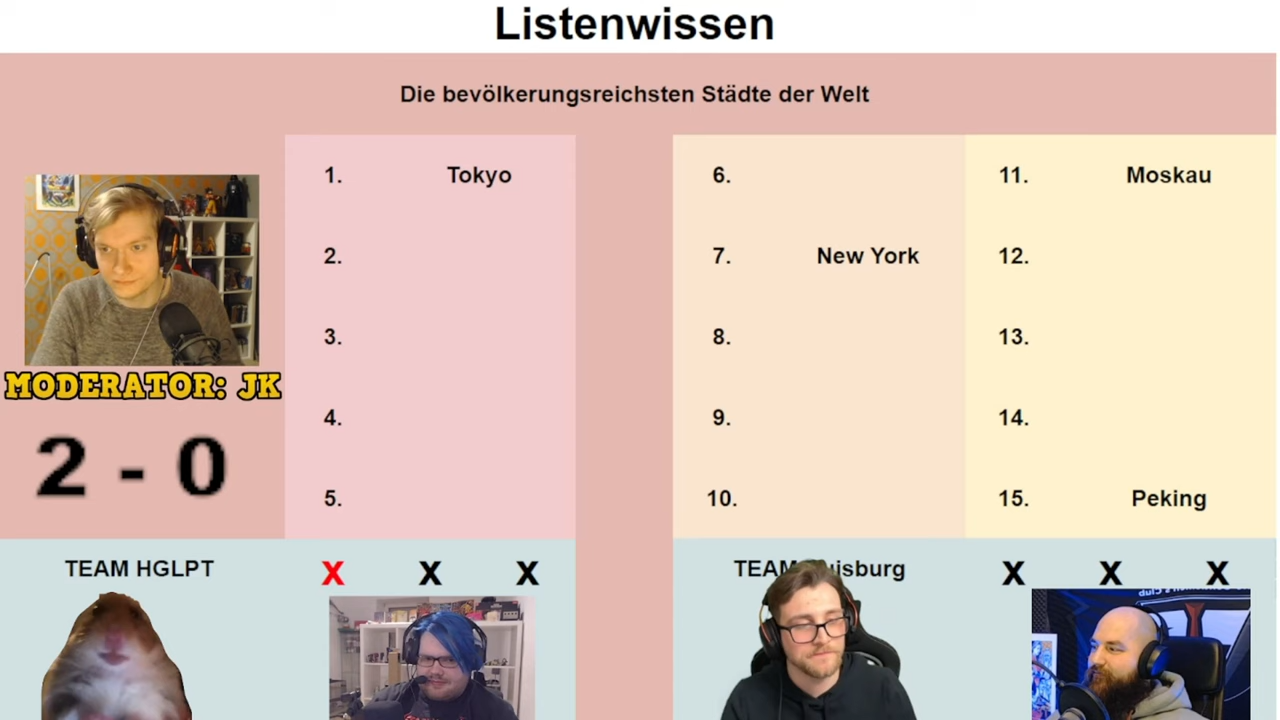 Listenwissen
Die bevölkerungsreichsten Städte der Welt
1. Tokyo
2.
3.
4.
5.
6.
7. New York
8.
9.
10.
11. Moskau
12.
13.
14.
15. Peking
MODERATOR: JK
2 - 0
TEAM HGLPT X X X
TEAM uisburg X X X